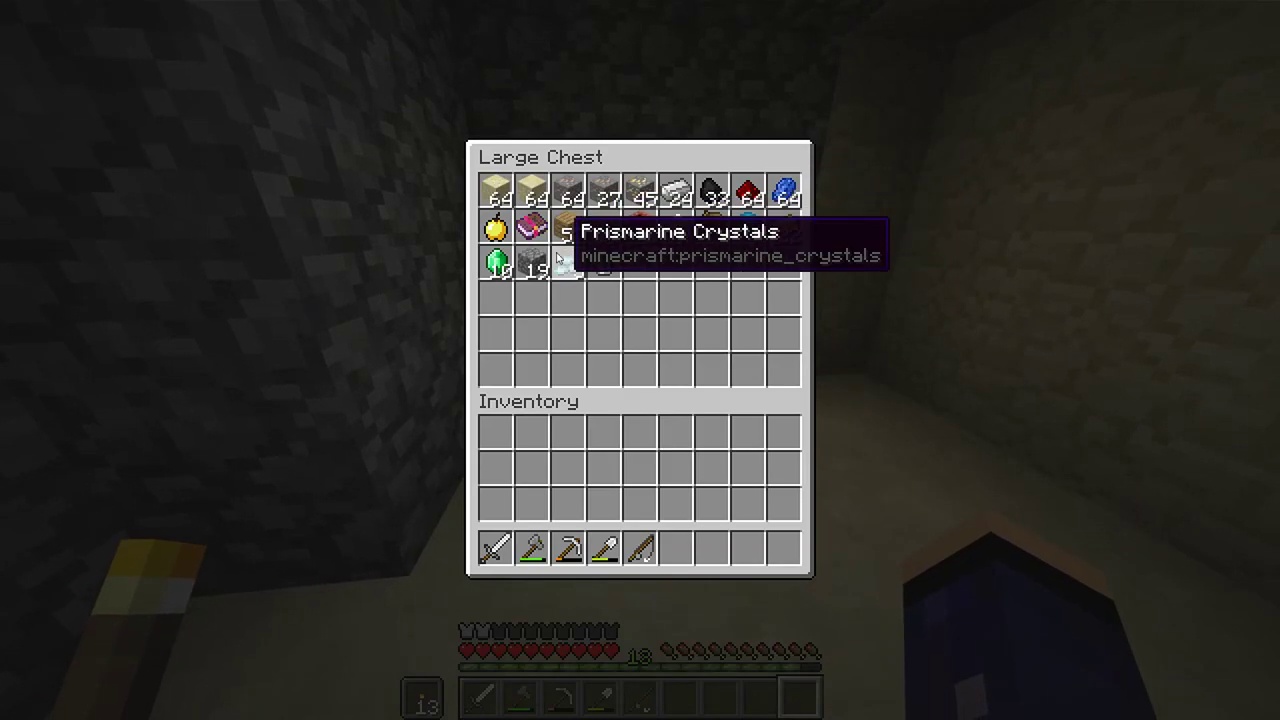 Large Chest
64 64 64 27 45 24 33 64 64
5
Prismarine Crystals
minecraft:prismarine_crystals
10 19
Inventory
18
13